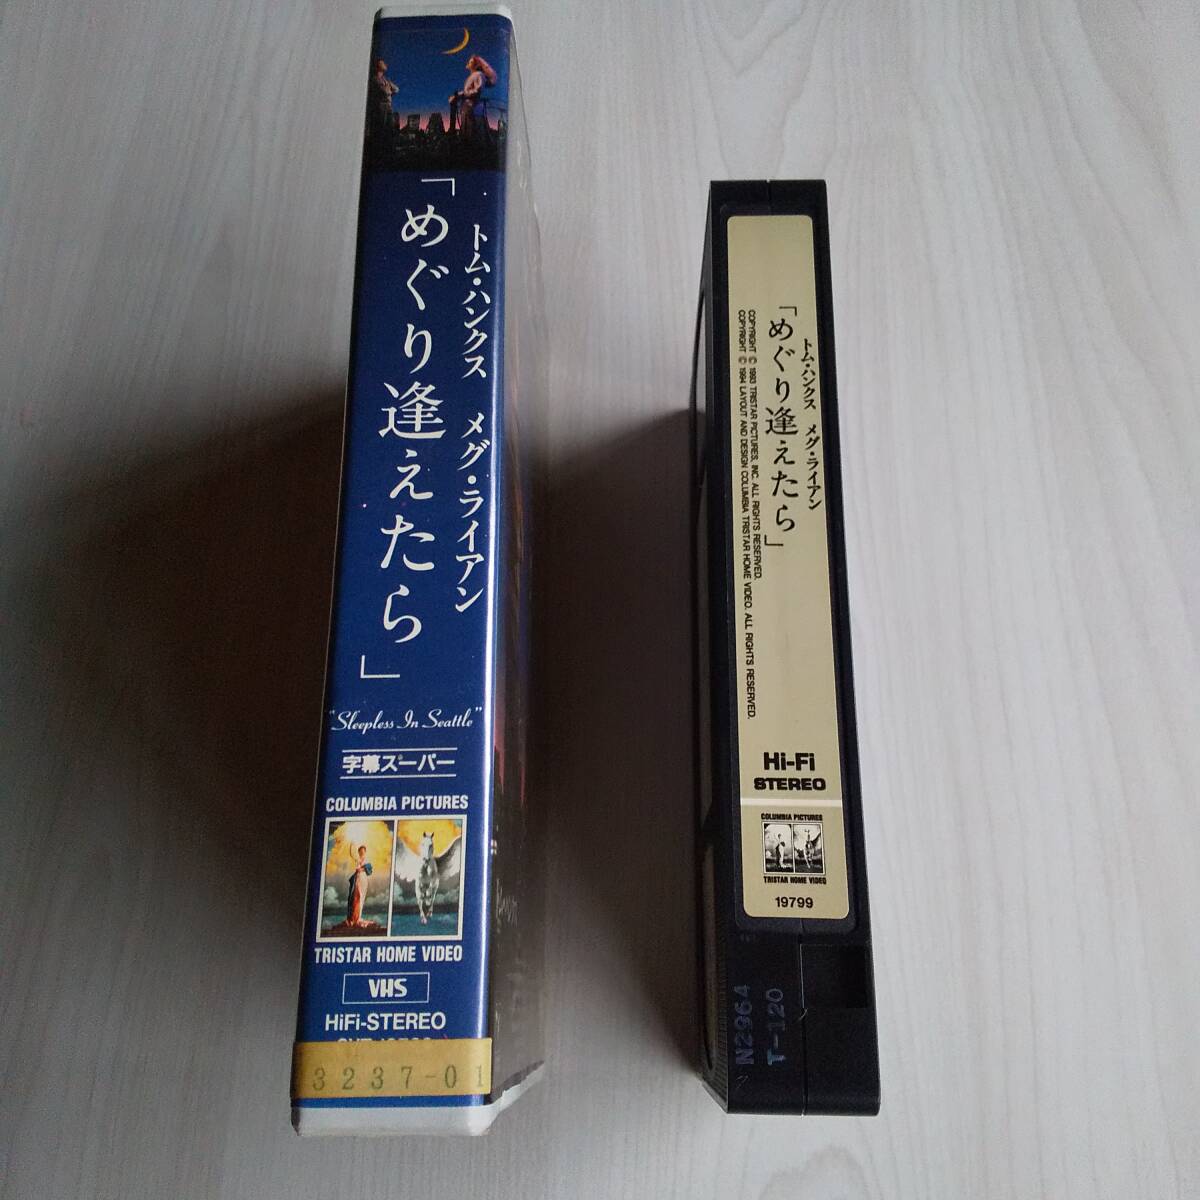 トム・ハンクス メグ・ライアン
「めぐり逢えたら」
"Sleepless In Seattle"
字幕スーパー
COLUMBIA PICTURES
TRISTAR HOME VIDEO
VHS
HiFi-STEREO
3237-01
トム・ハンクス メグ・ライアン
「めぐり逢えたら」
COPYRIGHT © 1993 TRISTAR PICTURES, INC. ALL RIGHTS RESERVED.
COPYRIGHT © 1994 LAYOUT AND DESIGN COLUMBIA TRISTAR HOME VIDEO. ALL RIGHTS RESERVED.
Hi-Fi
STEREO
COLUMBIA PICTURES
TRISTAR HOME VIDEO
19799
N2964
T-120